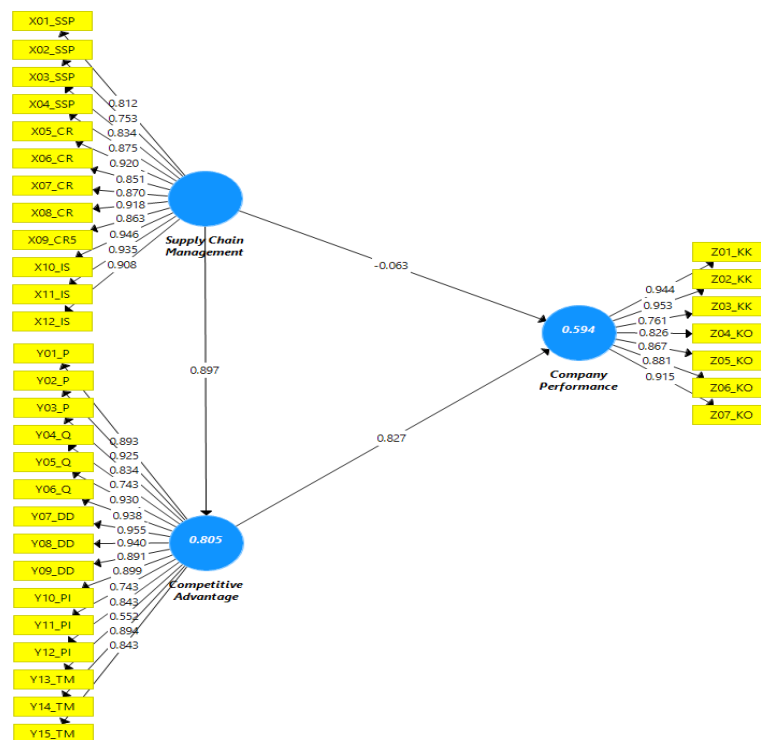 X01_SSP
X02_SSP
X03_SSP
X04_SSP
X05_CR
X06_CR
X07_CR
X08_CR
X09_CR5
X10_IS
X11_IS
X12_IS
0.812
0.753
0.834
0.875
0.920
0.851
0.870
0.918
0.863
0.946
0.935
0.908
Supply Chain
Management
-0.063
0.897
0.827
Y01_P
Y02_P
Y03_P
Y04_Q
Y05_Q
Y06_Q
Y07_DD
Y08_DD
Y09_DD
Y10_PI
Y11_PI
Y12_PI
Y13_TM
Y14_TM
Y15_TM
0.893
0.925
0.834
0.743
0.930
0.938
0.955
0.940
0.891
0.899
0.743
0.843
0.552
0.894
0.843
0.805
Competitive
Advantage
0.594
Company
Performance
0.944
0.953
0.761
0.826
0.867
0.881
0.915
Z01_KK
Z02_KK
Z03_KK
Z04_KO
Z05_KO
Z06_KO
Z07_KO